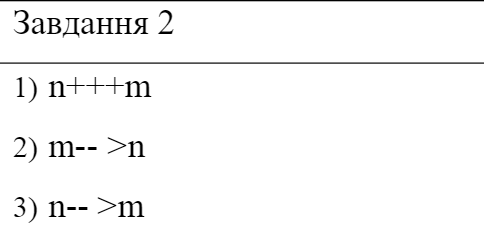 Завдання 2
1) n+++m
2) m-- >n
3) n-- >m